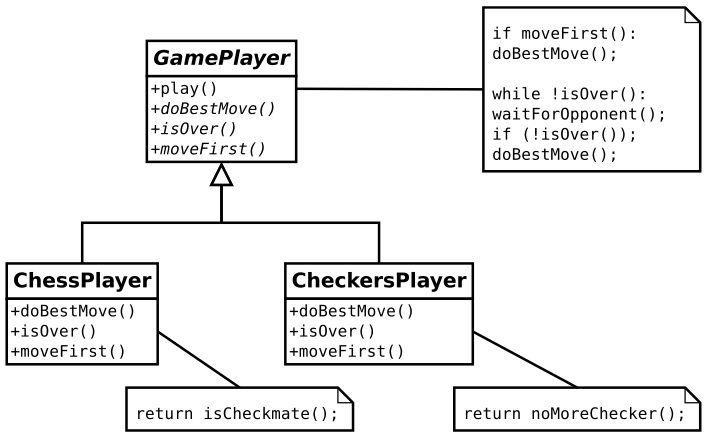 GamePlayer
+play()
+doBestMove()
+isOver()
+moveFirst()
if moveFirst():
doBestMove();
while !isOver():
waitForOpponent();
if (!isOver());
doBestMove();
ChessPlayer
+doBestMove()
+isOver()
+moveFirst()
CheckersPlayer
+doBestMove()
+isOver()
+moveFirst()
return isCheckmate();
return noMoreChecker();